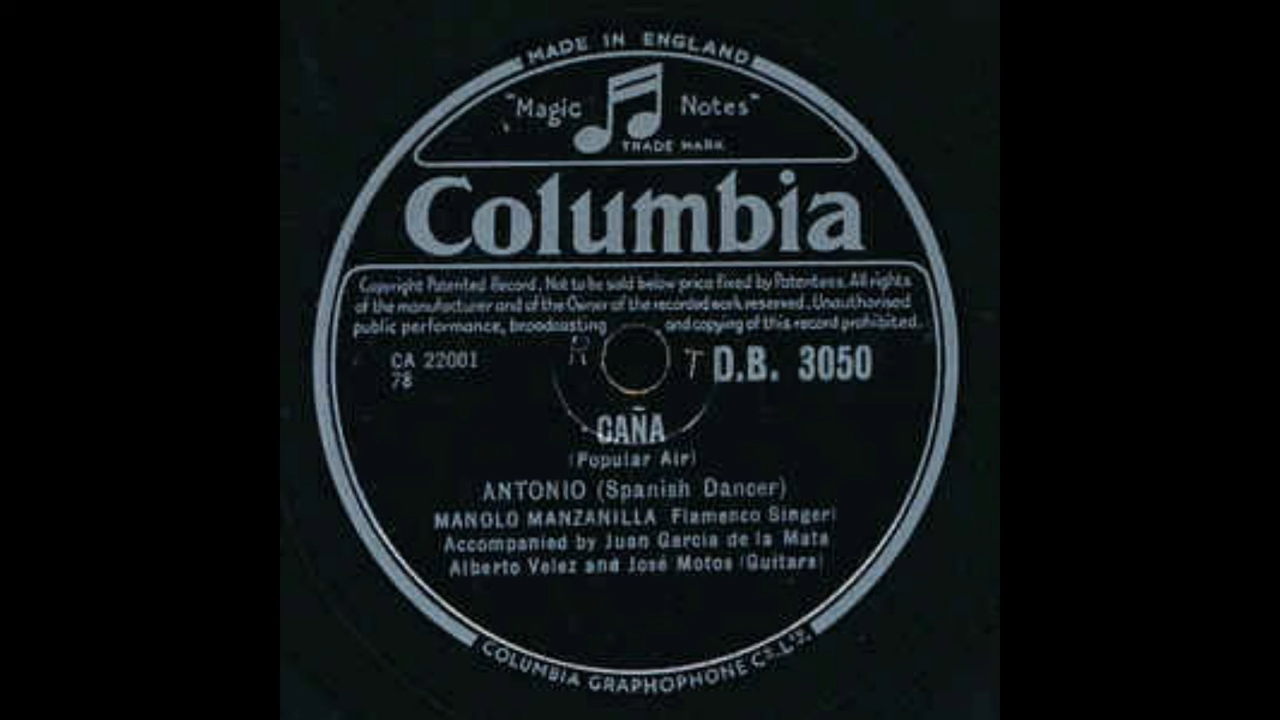 MADE IN ENGLAND
"Magic Notes"
TRADE MARK
Columbia
Copyright Patented Record. Not to be sold below price fixed by Patentees. All rights
of the manufacturer and of the Owner of the recorded work reserved. Unauthorised
public performance, broadcasting and copying of this record prohibited.
CA 22001
78
R T
D.B. 3050
CAÑA
(Popular Air)
ANTONIO (Spanish Dancer)
MANOLO MANZANILLA (Flamenco Singer)
Accompanied by Juan Garcia de la Mata
Alberto Velez and José Motos (Guitars)
COLUMBIA GRAPHOPHONE CO. LTD.